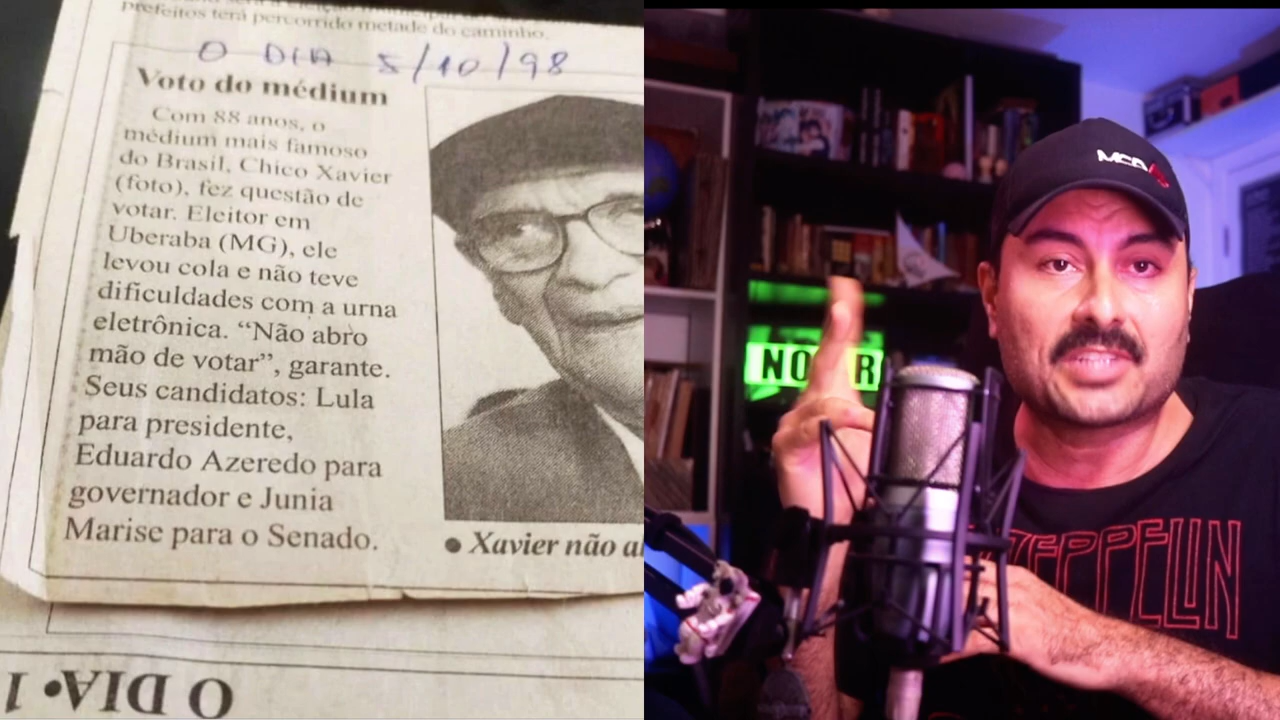 prefeitos terá percorrido metade do caminho.
O DIA 5/10/98
Voto do médium
Com 88 anos, o
médium mais famoso
do Brasil, Chico Xavier
(foto), fez questão de
votar. Eleitor em
Uberaba (MG), ele
levou cola e não teve
dificuldades com a urna
eletrônica. “Não abro
mão de votar”, garante.
Seus candidatos: Lula
para presidente,
Eduardo Azeredo para
governador e Junia
Marise para o Senado.
● Xavier não a
O DIA • 1
NO R
ZEPPELIN